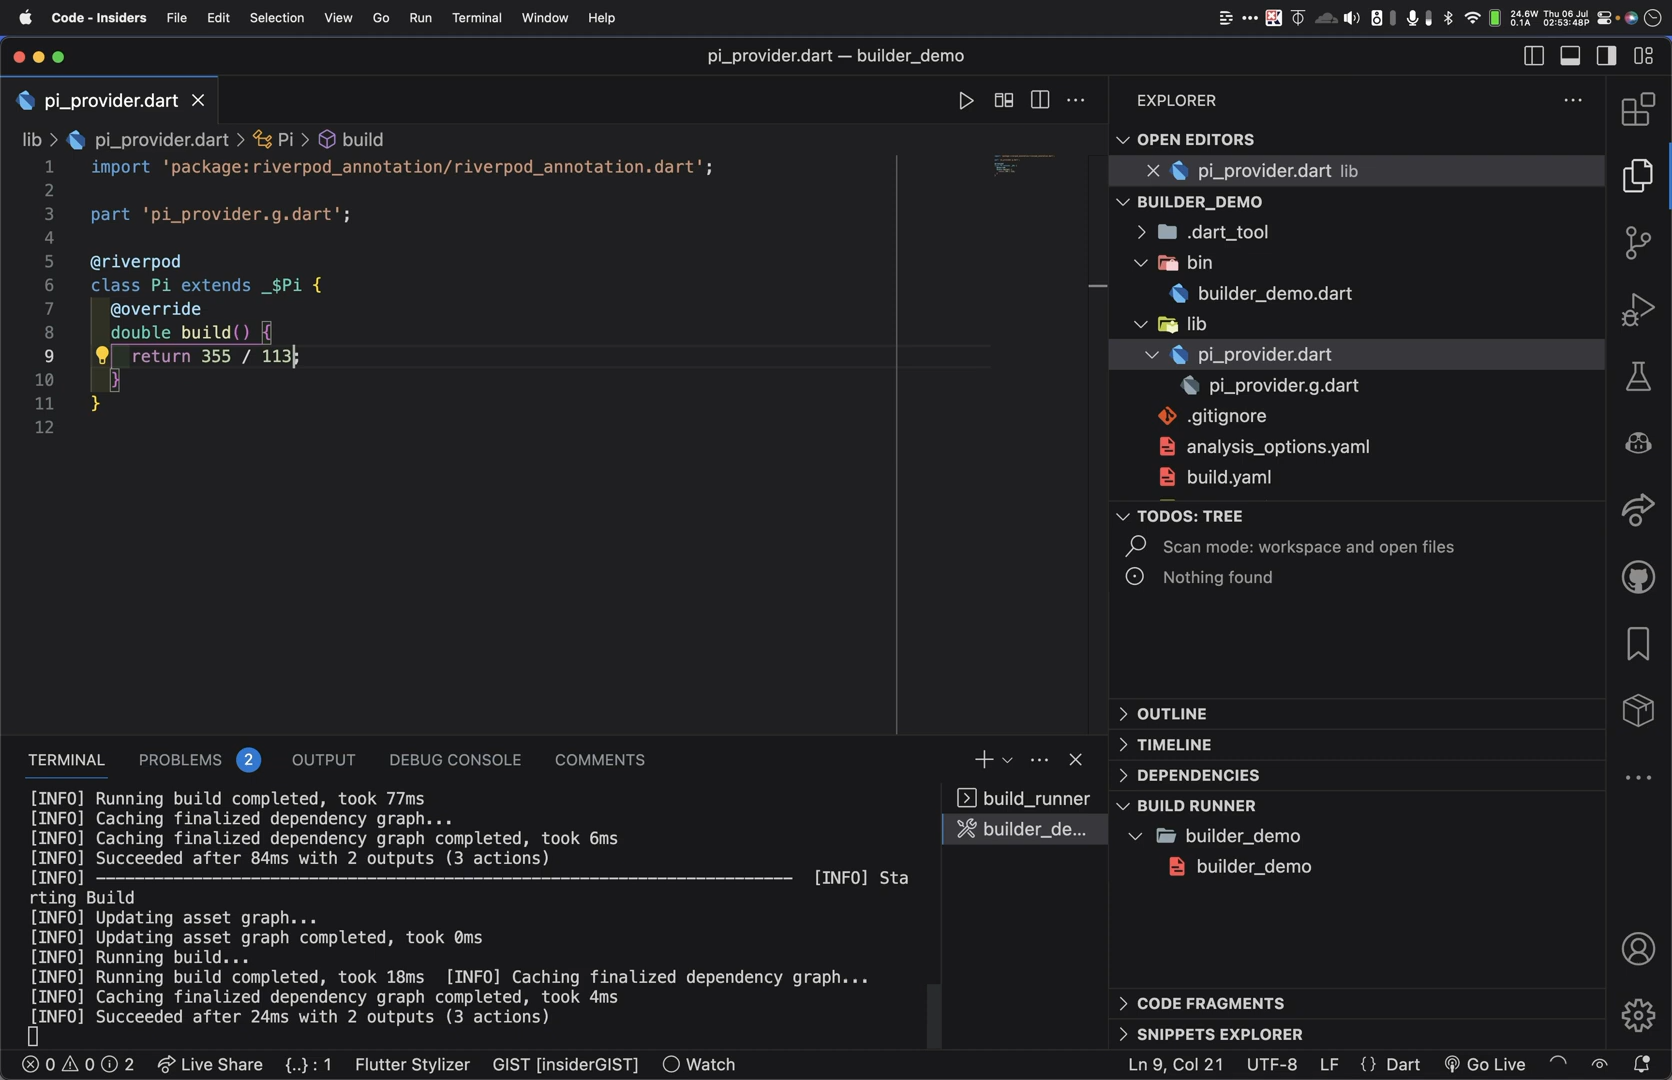 Code - Insiders File Edit Selection View Go Run Terminal Window Help
24.6W Thu 06 Jul
0.1A 02:53:48P
pi_provider.dart — builder_demo
pi_provider.dart
lib > pi_provider.dart > Pi > build
1 import 'package:riverpod_annotation/riverpod_annotation.dart';
2
3 part 'pi_provider.g.dart';
4
5 @riverpod
6 class Pi extends _$Pi {
7 @override
8 double build() {
9 return 355 / 113;
10 }
11 }
12
EXPLORER
OPEN EDITORS
pi_provider.dart lib
BUILDER_DEMO
.dart_tool
bin
builder_demo.dart
lib
pi_provider.dart
pi_provider.g.dart
.gitignore
analysis_options.yaml
build.yaml
TODOS: TREE
Scan mode: workspace and open files
Nothing found
OUTLINE
TIMELINE
DEPENDENCIES
BUILD RUNNER
builder_demo
builder_demo
CODE FRAGMENTS
SNIPPETS EXPLORER
TERMINAL PROBLEMS 2 OUTPUT DEBUG CONSOLE COMMENTS
[INFO] Running build completed, took 77ms
[INFO] Caching finalized dependency graph...
[INFO] Caching finalized dependency graph completed, took 6ms
[INFO] Succeeded after 84ms with 2 outputs (3 actions)
[INFO] ------------------------------------------------------------------------ [INFO] Sta
rting Build
[INFO] Updating asset graph...
[INFO] Updating asset graph completed, took 0ms
[INFO] Running build...
[INFO] Running build completed, took 18ms [INFO] Caching finalized dependency graph...
[INFO] Caching finalized dependency graph completed, took 4ms
[INFO] Succeeded after 24ms with 2 outputs (3 actions)
build_runner
builder_de...
0 0 2 Live Share {..} : 1 Flutter Stylizer GIST [insiderGIST] Watch Ln 9, Col 21 UTF-8 LF {} Dart Go Live